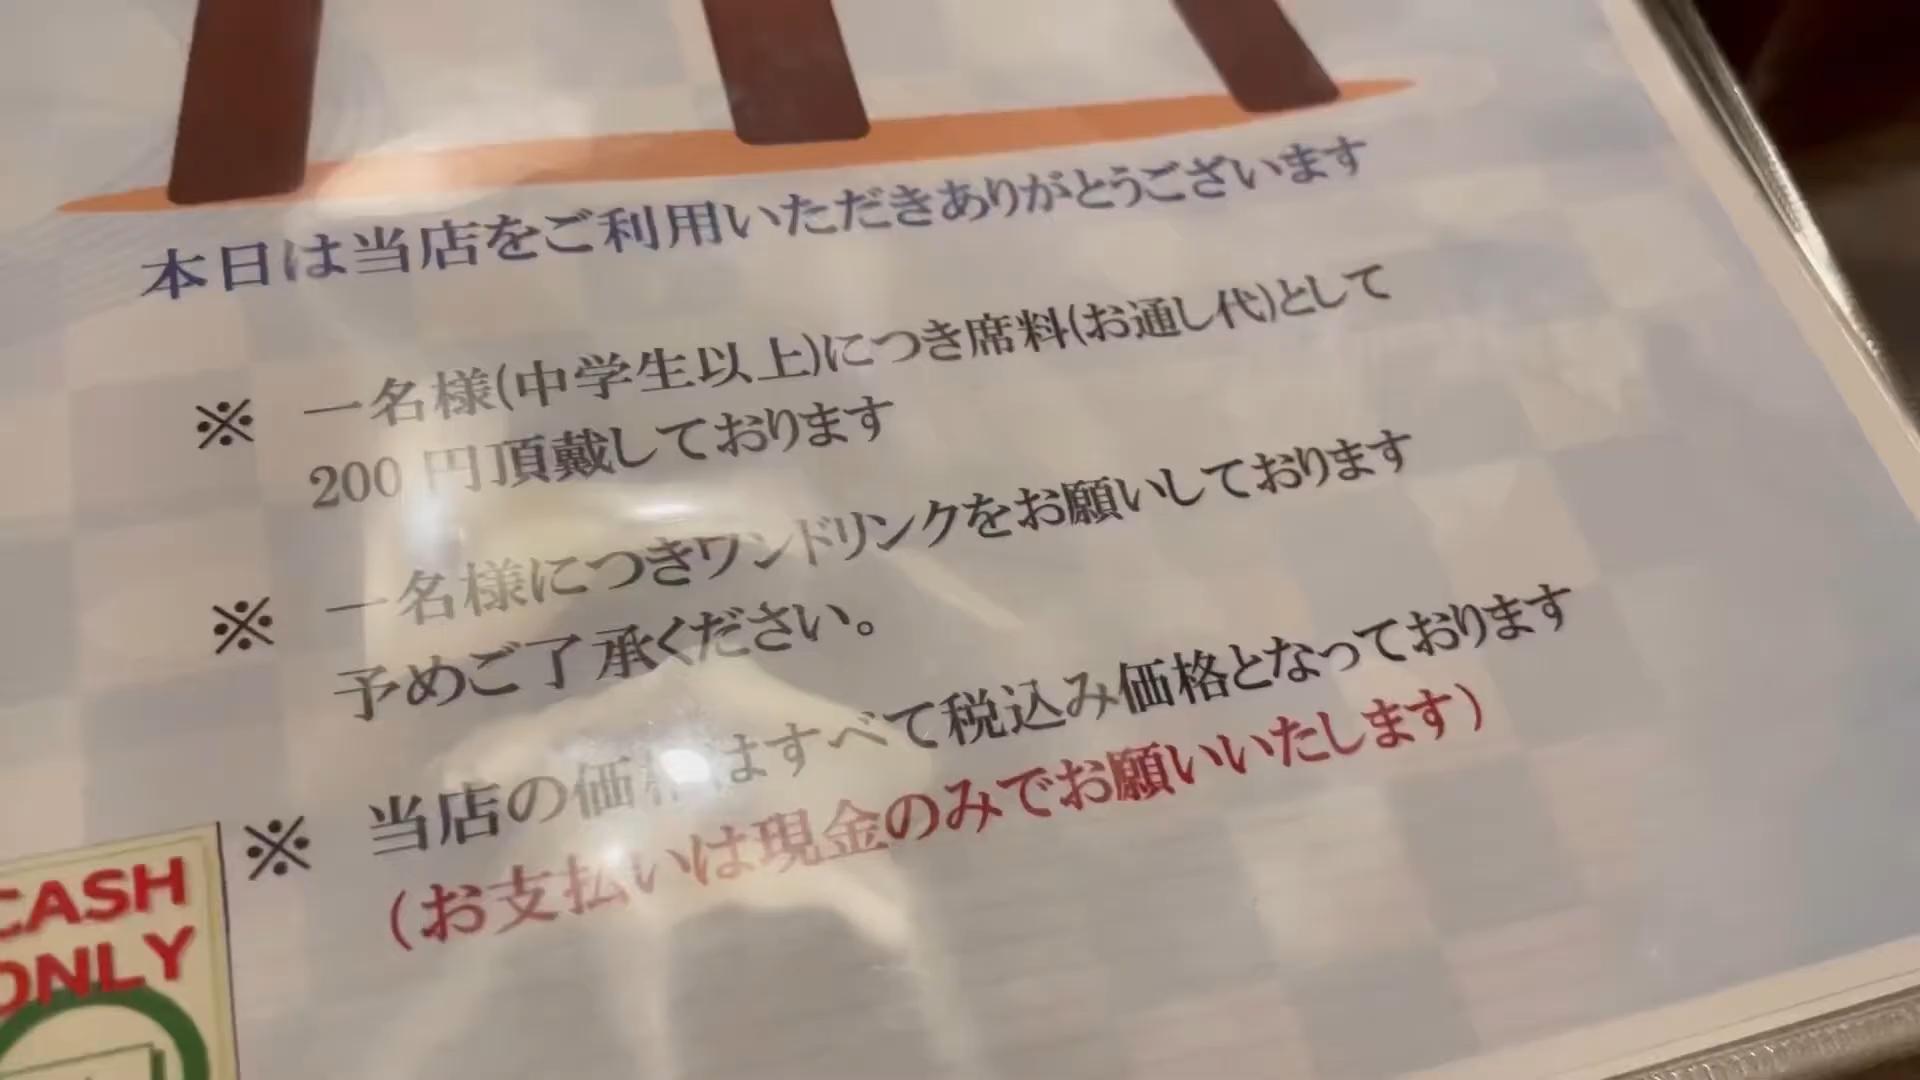 本日は当店をご利用いただきありがとうございます
※ 一名様(中学生以上)につき席料(お通し代)として
200 円頂戴しております
※ 一名様につきワンドリンクをお願いしております
予めご了承ください。
※ 当店の価格はすべて税込み価格となっております
(お支払いは現金のみでお願いいたします)
CASH
ONLY